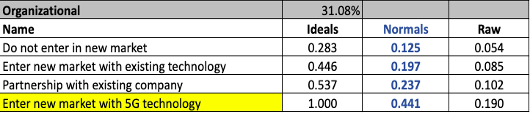 Organizational 31.08%
Name Ideals Normals Raw
Do not enter in new market 0.283 0.125 0.054
Enter new market with existing technology 0.446 0.197 0.085
Partnership with existing company 0.537 0.237 0.102
Enter new market with 5G technology 1.000 0.441 0.190